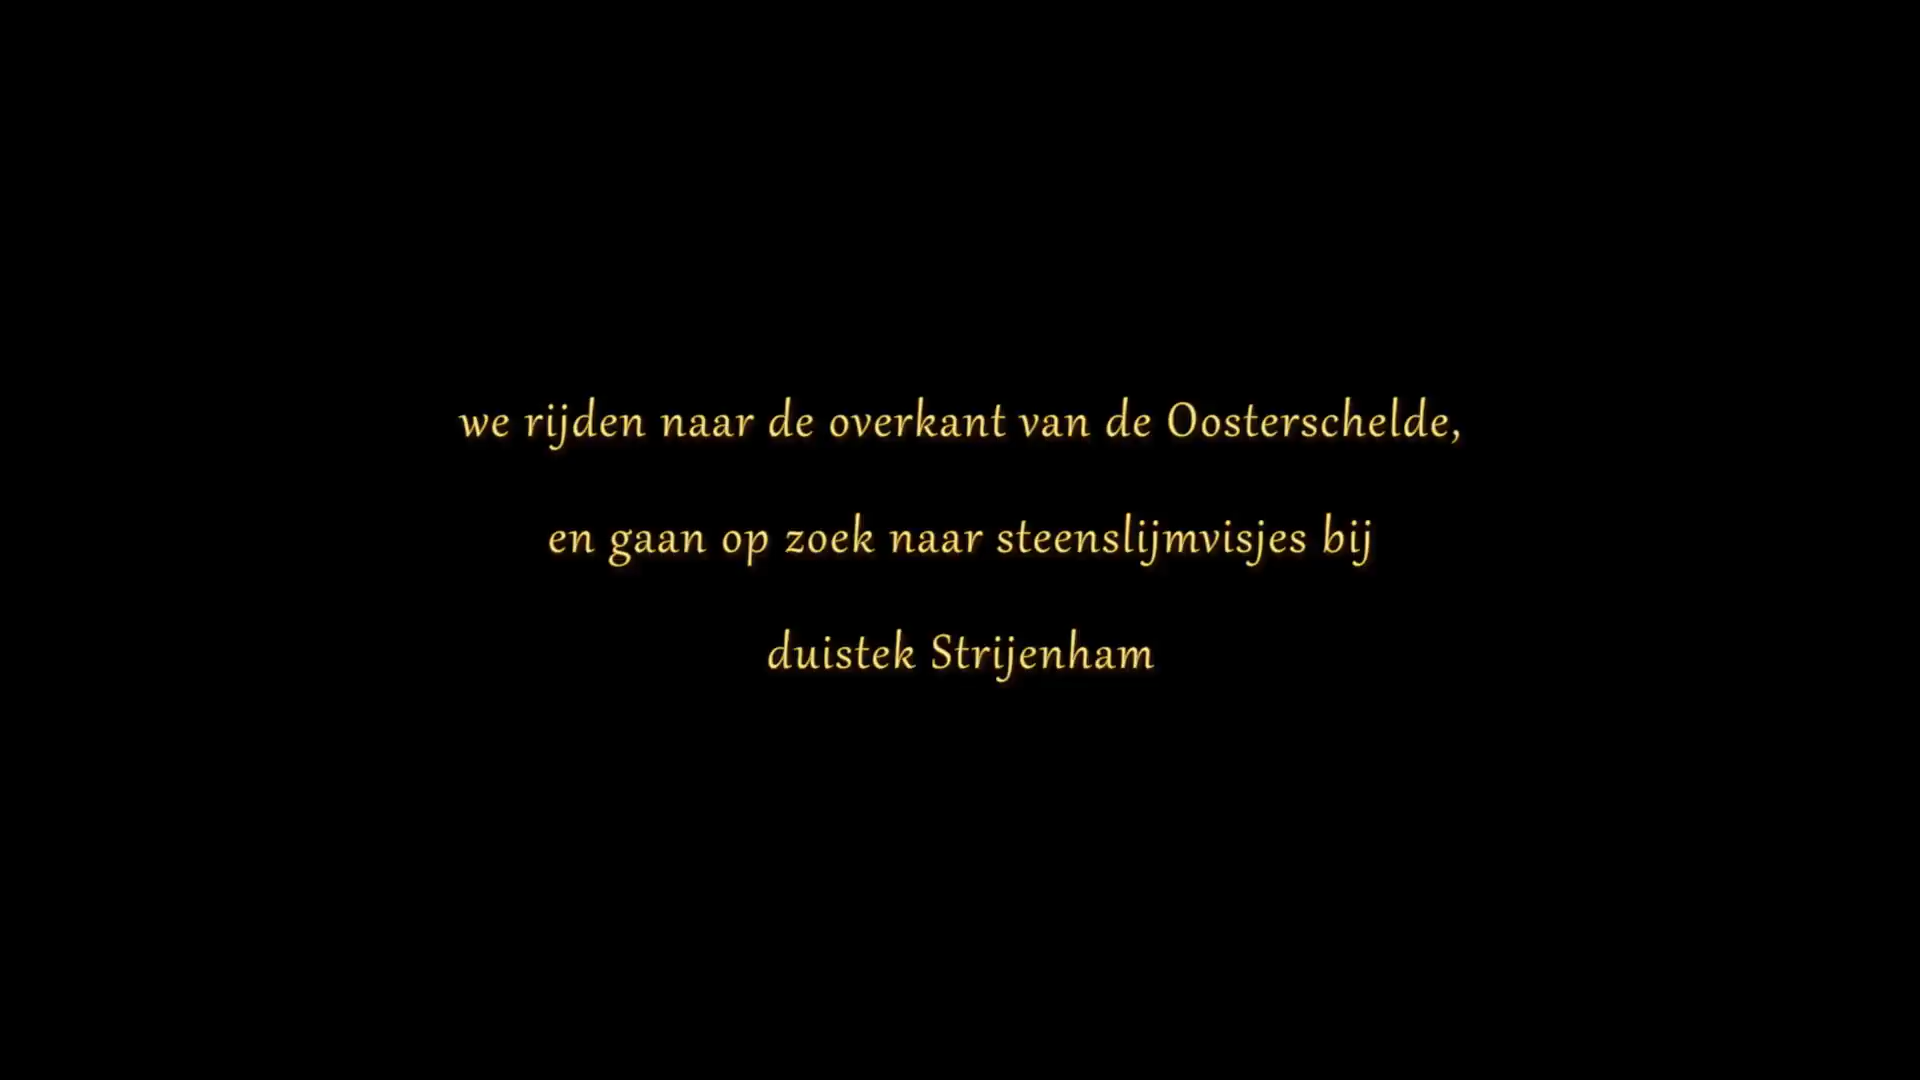 we rijden naar de overkant van de Oosterschelde,
en gaan op zoek naar steenslijmvisjes bij
duistek Strijenham